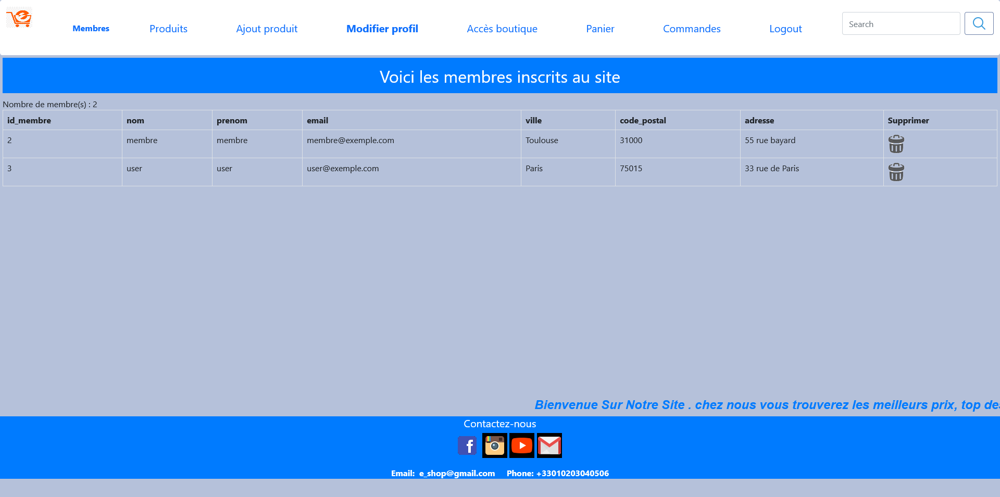 Membres Produits Ajout produit Modifier profil Accès boutique Panier Commandes Logout Search
Voici les membres inscrits au site
Nombre de membre(s) : 2
id_membre nom prenom email ville code_postal adresse Supprimer
2 membre membre membre@exemple.com Toulouse 31000 55 rue bayard
3 user user user@exemple.com Paris 75015 33 rue de Paris
Bienvenue Sur Notre Site . chez nous vous trouverez les meilleurs prix, top des
Contactez-nous
Email: e_shop@gmail.com Phone: +33010203040506